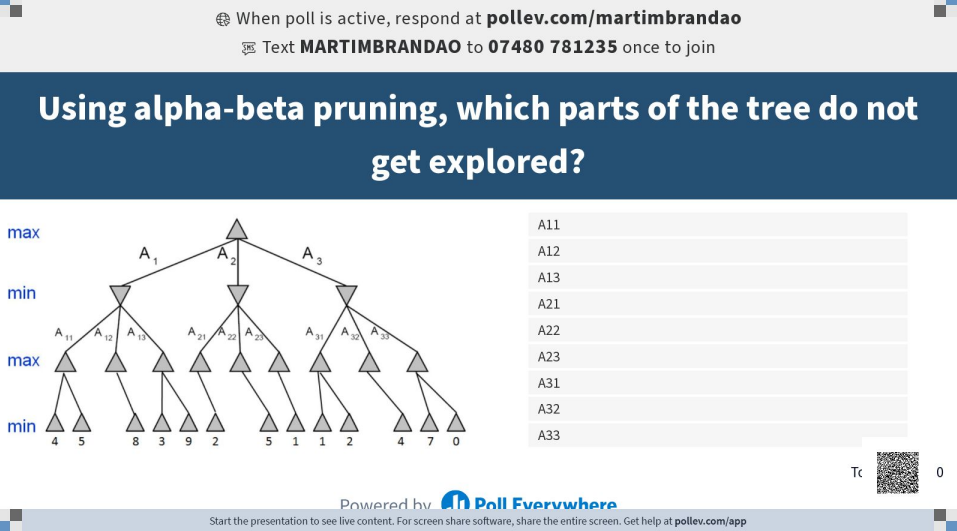 When poll is active, respond at pollev.com/martimbrandao
SMS Text MARTIMBRANDAO to 07480 781235 once to join
Using alpha-beta pruning, which parts of the tree do not
get explored?
max
A1 A2 A3
min
A11 A12 A13 A21 A22 A23 A31 A32 A33
max
min
4 5 8 3 9 2 5 1 1 2 4 7 0
A11
A12
A13
A21
A22
A23
A31
A32
A33
0
Powered by Poll Everywhere
Start the presentation to see live content. For screen share software, share the entire screen. Get help at pollev.com/app